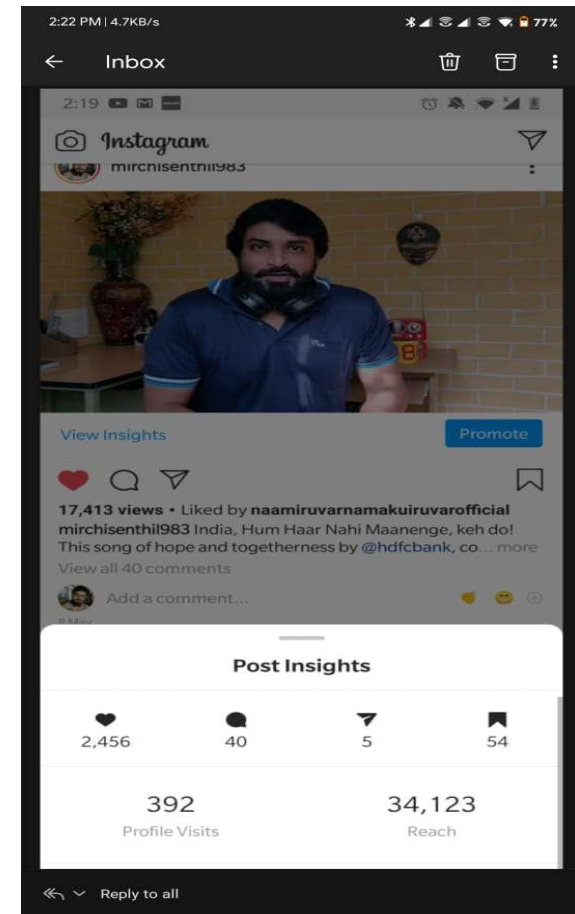 2:22 PM | 4.7KB/s 77%
Inbox
2:19
Instagram
mirchisenthil983
View Insights Promote
17,413 views • Liked by naamiruvarnamakuiruvarofficial
mirchisenthil983 India, Hum Haar Nahi Maanenge, keh do!
This song of hope and togetherness by @hdfcbank, co... more
View all 40 comments
Add a comment...
8 May
Post Insights
2,456 40 5 54
392 34,123
Profile Visits Reach
Reply to all